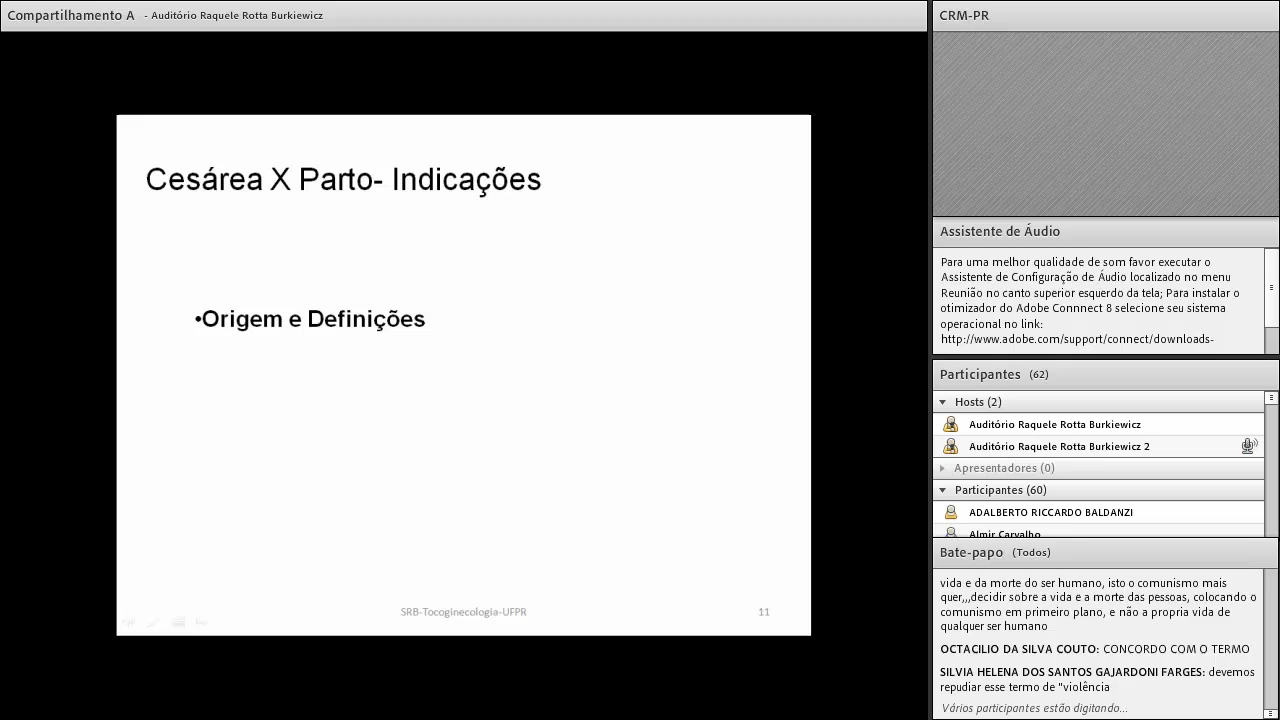 Compartilhamento A - Auditório Raquele Rotta Burkiewicz
Cesárea X Parto- Indicações
•Origem e Definições
SRB-Tocoginecologia-UFPR
11
CRM-PR
Assistente de Áudio
Para uma melhor qualidade de som favor executar o
Assistente de Configuração de Áudio localizado no menu
Reunião no canto superior esquerdo da tela; Para instalar o
otimizador do Adobe Connnect 8 selecione seu sistema
operacional no link:
http://www.adobe.com/support/connect/downloads-
Participantes (62)
Hosts (2)
Auditório Raquele Rotta Burkiewicz
Auditório Raquele Rotta Burkiewicz 2
Apresentadores (0)
Participantes (60)
ADALBERTO RICCARDO BALDANZI
Almir Carvalho
Bate-papo (Todos)
vida e da morte do ser humano, isto o comunismo mais
quer,,,decidir sobre a vida e a morte das pessoas, colocando o
comunismo em primeiro plano, e não a propria vida de
qualquer ser humano
OCTACILIO DA SILVA COUTO: CONCORDO COM O TERMO
SILVIA HELENA DOS SANTOS GAJARDONI FARGES: devemos
repudiar esse termo de "violência
Vários participantes estão digitando...